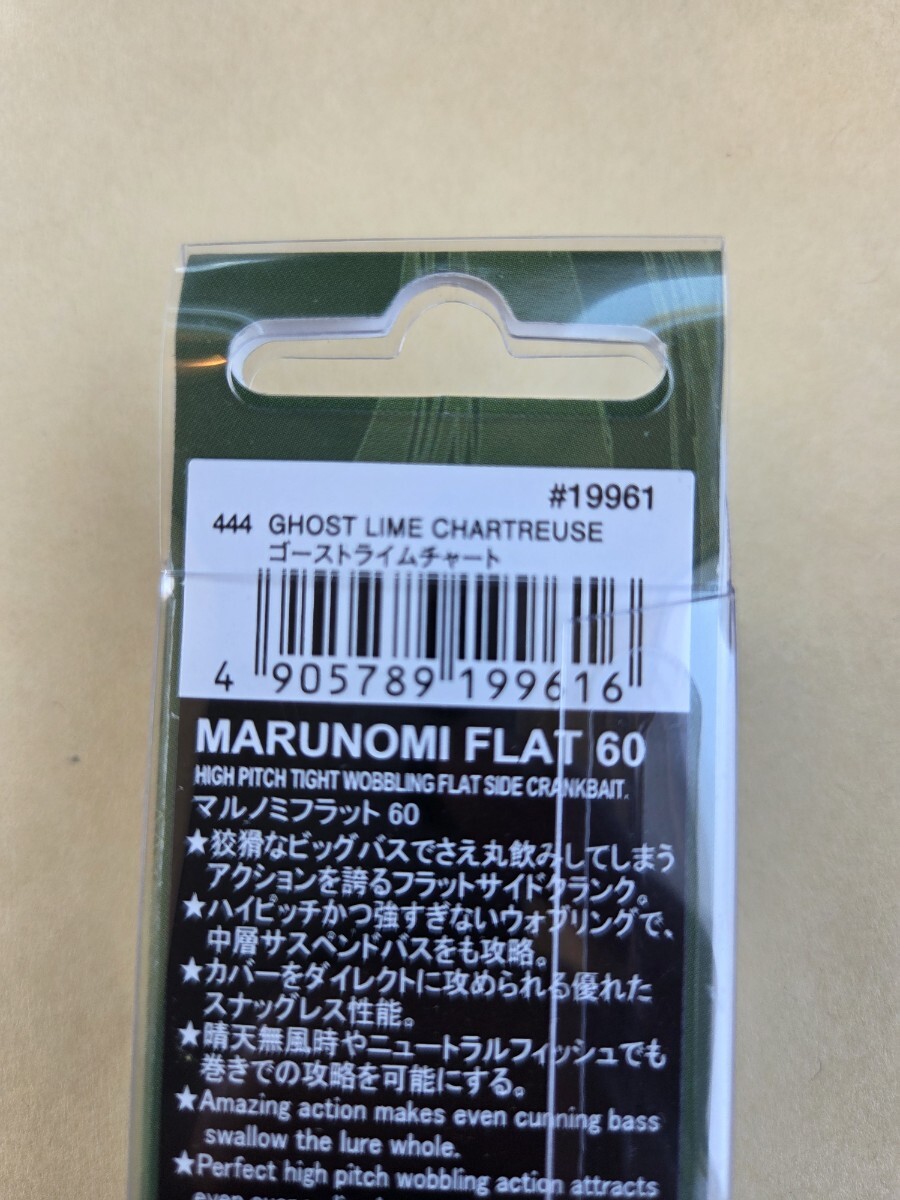 #19961
444 GHOST LIME CHARTREUSE
ゴーストライムチャート
4 905789 199616
MARUNOMI FLAT 60
HIGH PITCH TIGHT WOBBLING FLAT SIDE CRANKBAIT.
マルノミフラット 60
★狡猾なビッグバスでさえ丸飲みしてしまう
アクションを誇るフラットサイドクランク。
★ハイピッチかつ強すぎないウォブリングで、
中層サスペンドバスをも攻略。
★カバーをダイレクトに攻められる優れた
スナッグレス性能。
★晴天無風時やニュートラルフィッシュでも
巻きでの攻略を可能にする。
★Amazing action makes even cunning bass
swallow the lure whole.
★Perfect high pitch wobbling action attracts
even